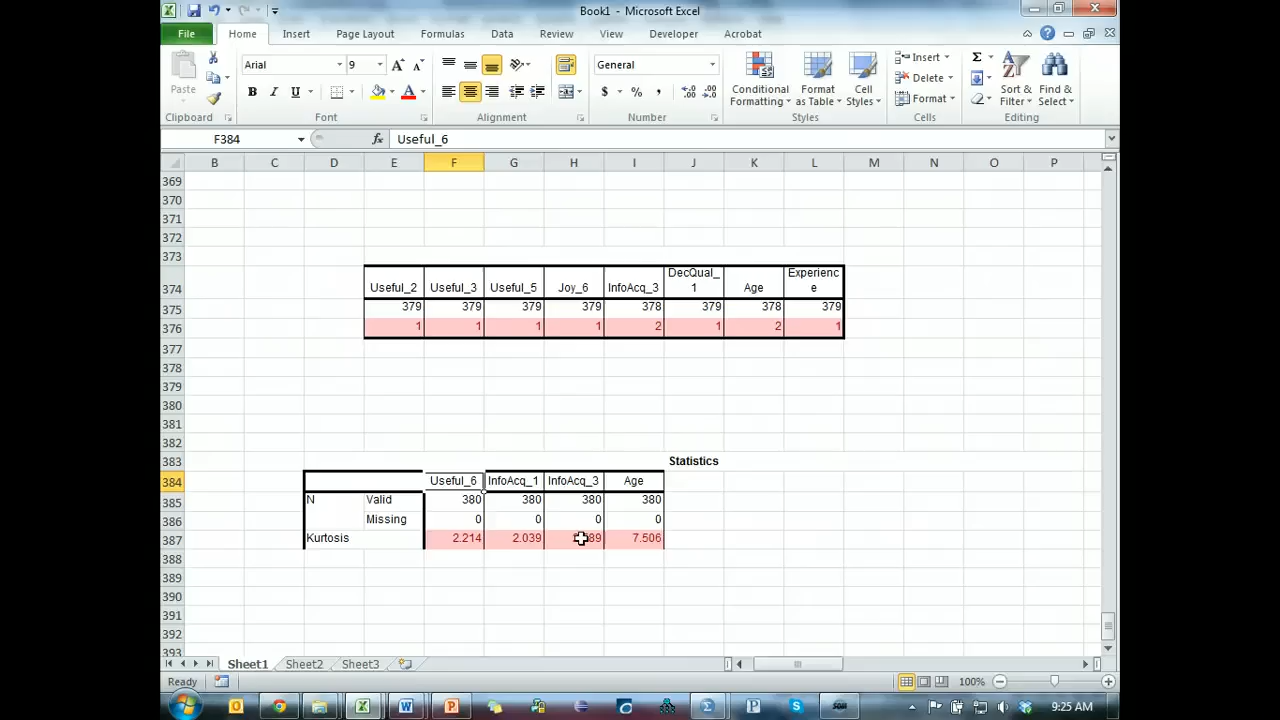 Book1 - Microsoft Excel
File Home Insert Page Layout Formulas Data Review View Developer Acrobat
Arial 9 General
Paste
B I U
$ % ,
Conditional Formatting
Format as Table
Cell Styles
Insert
Delete
Format
Sort & Filter
Find & Select
Clipboard Font Alignment Number Styles Cells Editing
F384 fx Useful_6
B C D E F G H I J K L M N O P
369
370
371
372
373
374 Useful_2 Useful_3 Useful_5 Joy_6 InfoAcq_3 DecQual_1 Age Experience
375 379 379 379 379 378 379 378 379
376 1 1 1 1 2 1 2 1
377
378
379
380
381
382
383 Statistics
384 Useful_6 InfoAcq_1 InfoAcq_3 Age
385 N Valid 380 380 380 380
386 Missing 0 0 0 0
387 Kurtosis 2.214 2.039 89 7.506
388
389
390
391
392
393
Sheet1 Sheet2 Sheet3
Ready 100%
9:25 AM